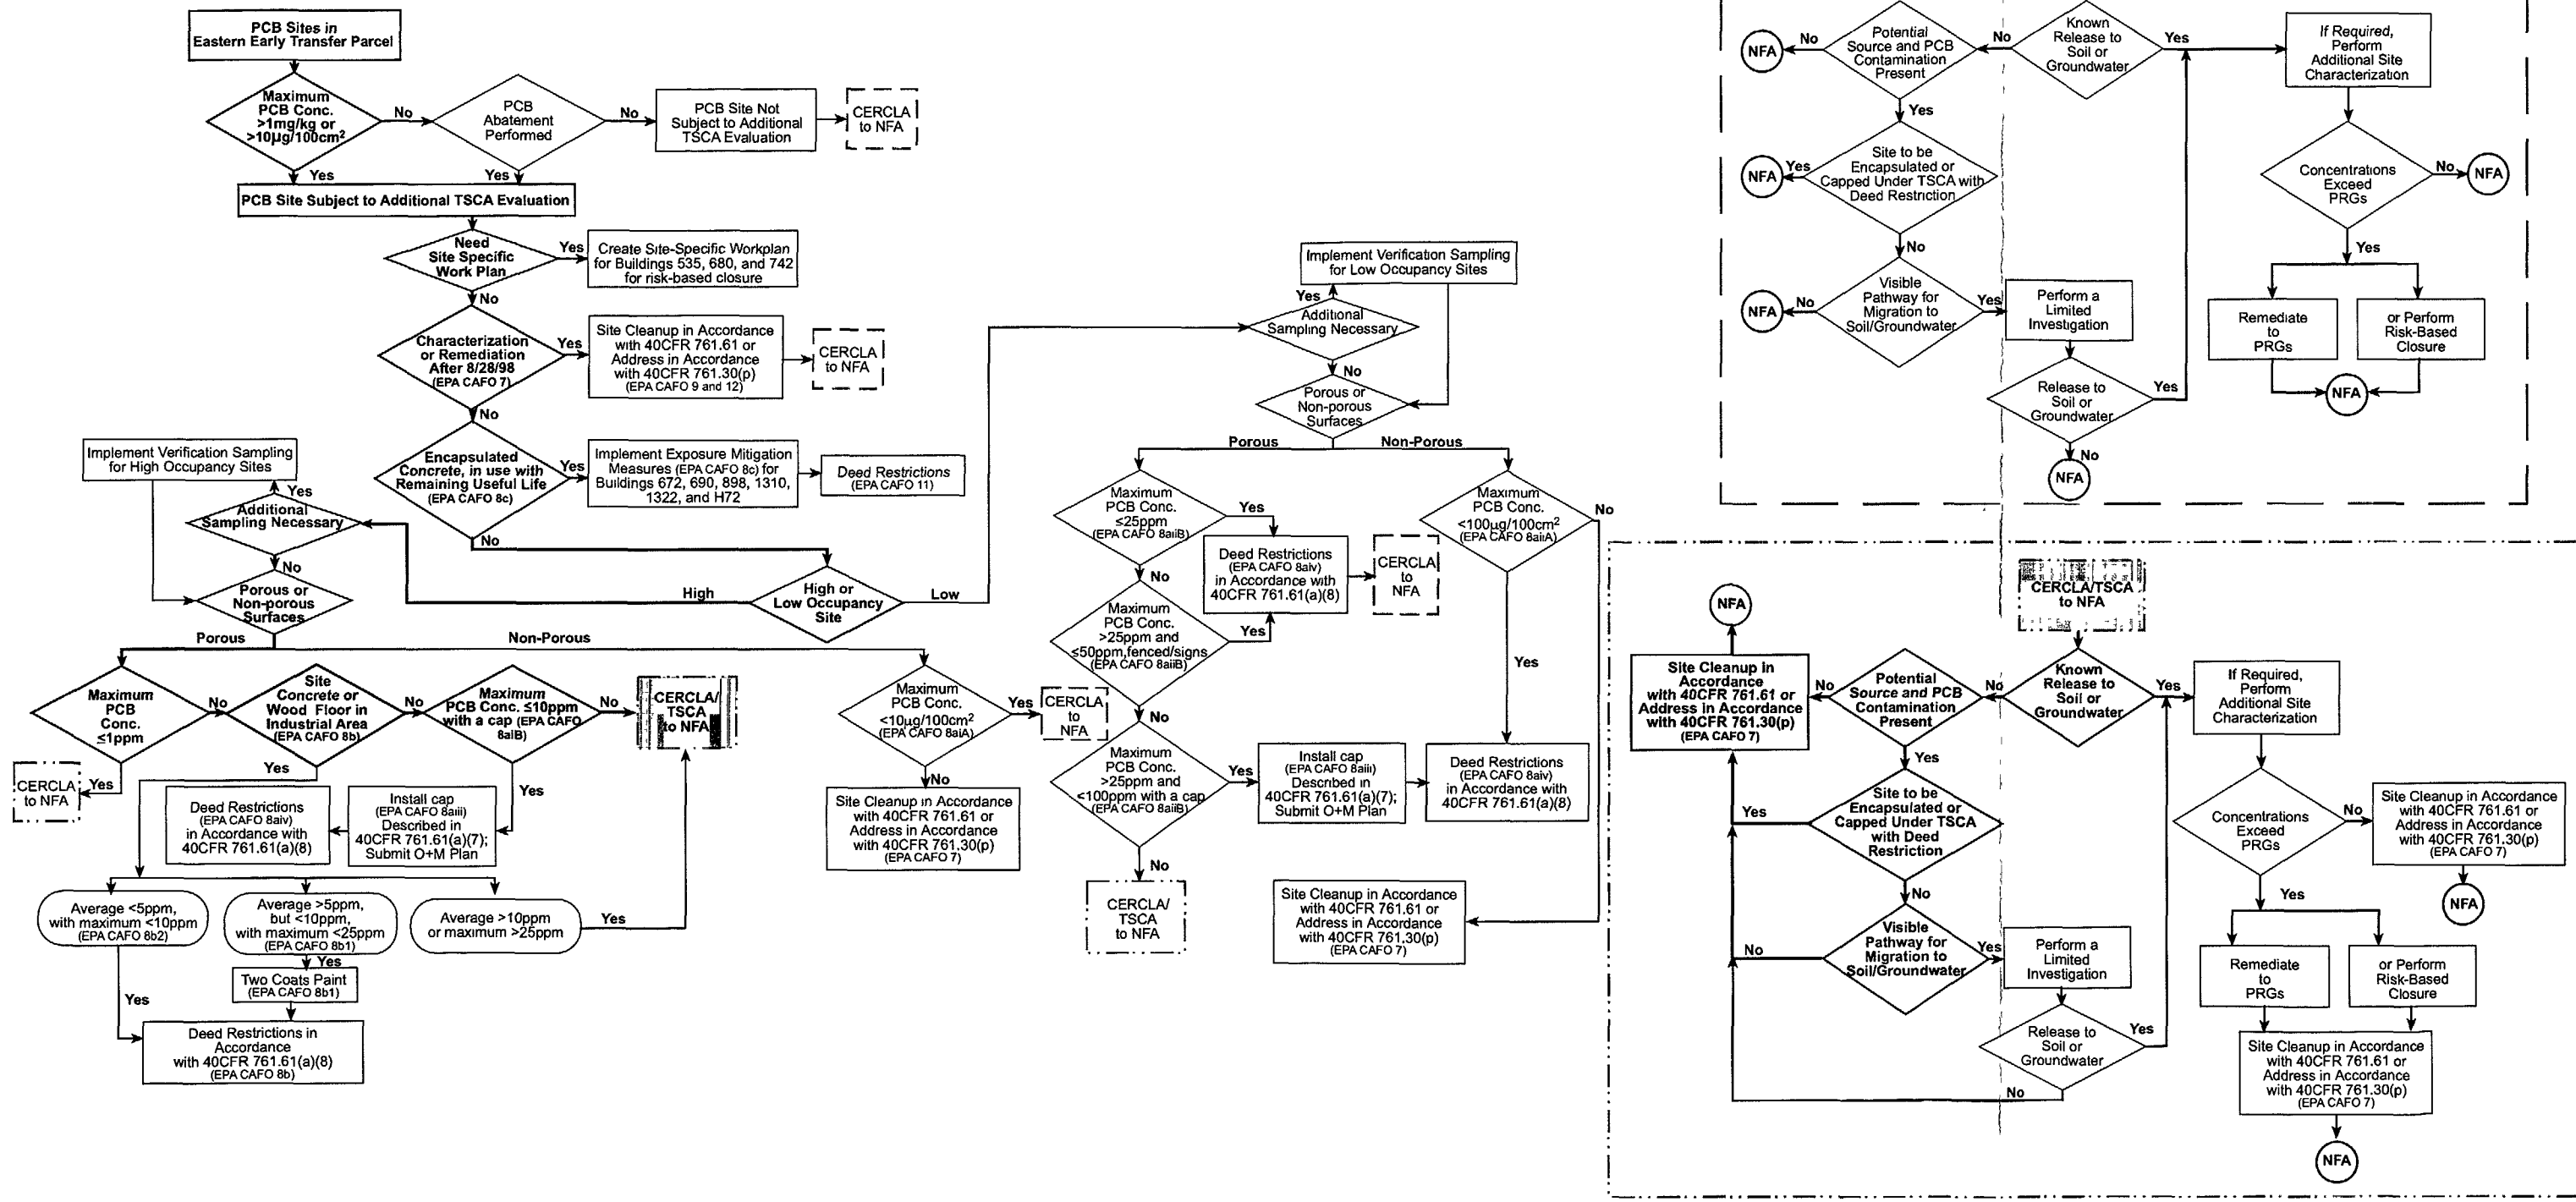 PCB Sites in
Eastern Early Transfer Parcel
Maximum
PCB Conc.
>1mg/kg or
>10µg/100cm²
No
PCB
Abatement
Performed
No
PCB Site Not
Subject to Additional
TSCA Evaluation
CERCLA
to NFA
Yes
Yes
PCB Site Subject to Additional TSCA Evaluation
Need
Site Specific
Work Plan
Yes
Create Site-Specific Workplan
for Buildings 535, 680, and 742
for risk-based closure
No
Characterization
or Remediation
After 8/28/98
(EPA CAFO 7)
Yes
Site Cleanup in Accordance
with 40CFR 761.61 or
Address in Accordance
with 40CFR 761.30(p)
(EPA CAFO 9 and 12)
CERCLA
to NFA
No
Encapsulated
Concrete, in use with
Remaining Useful Life
(EPA CAFO 8c)
Yes
Implement Exposure Mitigation
Measures (EPA CAFO 8c) for
Buildings 672, 690, 898, 1310,
1322, and H72
Deed Restrictions
(EPA CAFO 11)
No
High or
Low Occupancy
Site
High
Low
Implement Verification Sampling
for High Occupancy Sites
Yes
Additional
Sampling Necessary
No
Porous or
Non-porous
Surfaces
Porous
Non-Porous
Maximum
PCB
Conc.
≤1ppm
No
Site
Concrete or
Wood Floor in
Industrial Area
(EPA CAFO 8b)
No
Maximum
PCB Conc. ≤10ppm
with a cap (EPA CAFO
8aiB)
No
CERCLA/
TSCA
to NFA
CERCLA
to NFA
Yes
Yes
Yes
Deed Restrictions
(EPA CAFO 8aiv)
in Accordance with
40CFR 761.61(a)(8)
Install cap
(EPA CAFO 8aiii)
Described in
40CFR 761.61(a)(7);
Submit O+M Plan
Average <5ppm,
with maximum <10ppm
(EPA CAFO 8b2)
Average >5ppm,
but <10ppm,
with maximum <25ppm
(EPA CAFO 8b1)
Average >10ppm
or maximum >25ppm
Yes
Yes
Two Coats Paint
(EPA CAFO 8b1)
Yes
Deed Restrictions in
Accordance
with 40CFR 761.61(a)(8)
(EPA CAFO 8b)
Maximum
PCB Conc.
<10µg/100cm²
(EPA CAFO 8aiA)
Yes
CERCLA
to
NFA
No
Site Cleanup in Accordance
with 40CFR 761.61 or
Address in Accordance
with 40CFR 761.30(p)
(EPA CAFO 7)
Implement Verification Sampling
for Low Occupancy Sites
Yes
Additional
Sampling Necessary
No
Porous or
Non-porous
Surfaces
Porous
Non-Porous
Maximum
PCB Conc.
≤25ppm
(EPA CAFO 8aiiB)
Yes
Maximum
PCB Conc.
<100µg/100cm²
(EPA CAFO 8aiiA)
No
Deed Restrictions
(EPA CAFO 8aiv)
in Accordance with
40CFR 761.61(a)(8)
CERCLA
to
NFA
No
Maximum
PCB Conc.
>25ppm and
≤50ppm,fenced/signs
(EPA CAFO 8aiiB)
Yes
Yes
No
Maximum
PCB Conc.
>25ppm and
<100ppm with a cap
(EPA CAFO 8aiiB)
Yes
Install cap
(EPA CAFO 8aiii)
Described in
40CFR 761.61(a)(7);
Submit O+M Plan
Deed Restrictions
(EPA CAFO 8aiv)
in Accordance with
40CFR 761.61(a)(8)
No
CERCLA/
TSCA
to NFA
Site Cleanup in Accordance
with 40CFR 761.61 or
Address in Accordance
with 40CFR 761.30(p)
(EPA CAFO 7)
NFA
No
Potential
Source and PCB
Contamination
Present
No
Known
Release to
Soil or
Groundwater
Yes
If Required,
Perform
Additional Site
Characterization
Yes
NFA
Yes
Site to be
Encapsulated or
Capped Under TSCA with
Deed Restriction
Concentrations
Exceed
PRGs
No
NFA
No
Yes
NFA
No
Visible
Pathway for
Migration to
Soil/Groundwater
Yes
Perform a
Limited
Investigation
Remediate
to
PRGs
or Perform
Risk-Based
Closure
Release to
Soil or
Groundwater
Yes
NFA
No
NFA
CERCLA/TSCA
to NFA
NFA
Site Cleanup in
Accordance
with 40CFR 761.61 or
Address in Accordance
with 40CFR 761.30(p)
(EPA CAFO 7)
No
Potential
Source and PCB
Contamination
Present
No
Known
Release to
Soil or
Groundwater
Yes
If Required,
Perform
Additional Site
Characterization
Yes
Yes
Site to be
Encapsulated or
Capped Under TSCA
with Deed
Restriction
Concentrations
Exceed
PRGs
No
Site Cleanup in Accordance
with 40CFR 761.61 or
Address in Accordance
with 40CFR 761.30(p)
(EPA CAFO 7)
NFA
No
Yes
No
Visible
Pathway for
Migration to
Soil/Groundwater
Yes
Perform a
Limited
Investigation
Remediate
to
PRGs
or Perform
Risk-Based
Closure
Release to
Soil or
Groundwater
Yes
No
Site Cleanup in Accordance
with 40CFR 761.61 or
Address in Accordance
with 40CFR 761.30(p)
(EPA CAFO 7)
NFA